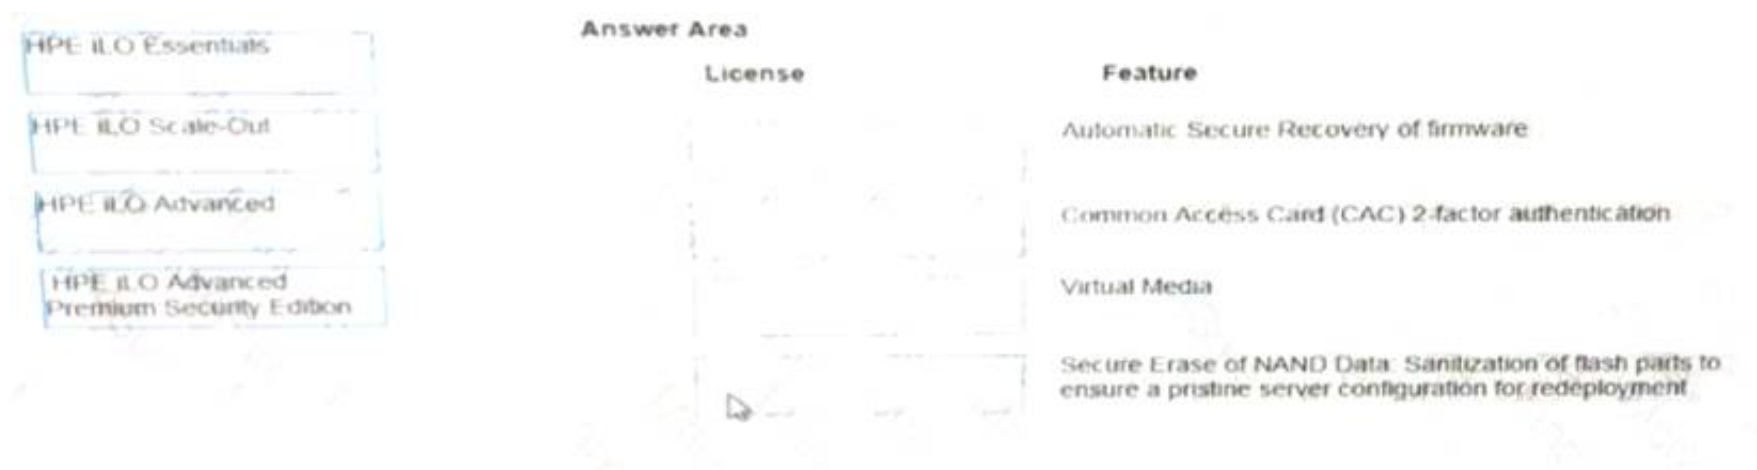 HPE iLO Essentials
HPE iLO Scale-Out
HPE iLO Advanced
HPE iLO Advanced
Premium Security Edition
Answer Area
License
Feature
Automatic Secure Recovery of firmware
Common Access Card (CAC) 2-factor authentication
Virtual Media
Secure Erase of NAND Data: Sanitization of flash parts to
ensure a pristine server configuration for redeployment